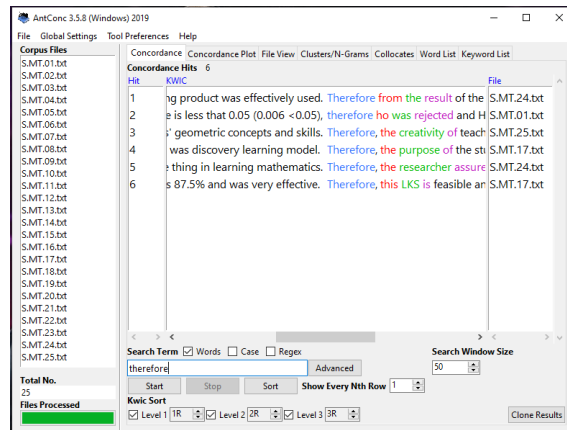 AntConc 3.5.8 (Windows) 2019
File Global Settings Tool Preferences Help
Corpus Files
S.MT.01.txt
S.MT.02.txt
S.MT.03.txt
S.MT.04.txt
S.MT.05.txt
S.MT.06.txt
S.MT.07.txt
S.MT.08.txt
S.MT.09.txt
S.MT.10.txt
S.MT.11.txt
S.MT.12.txt
S.MT.13.txt
S.MT.14.txt
S.MT.15.txt
S.MT.16.txt
S.MT.17.txt
S.MT.18.txt
S.MT.19.txt
S.MT.20.txt
S.MT.21.txt
S.MT.22.txt
S.MT.23.txt
S.MT.24.txt
S.MT.25.txt
Total No.
25
Files Processed
Concordance Concordance Plot File View Clusters/N-Grams Collocates Word List Keyword List
Concordance Hits 6
Hit KWIC File
1 ng product was effectively used. Therefore from the result of the S.MT.24.txt
2 e is less that 0.05 (0.006 <0.05), therefore ho was rejected and H S.MT.01.txt
3 s' geometric concepts and skills. Therefore, the creativity of teach S.MT.25.txt
4 was discovery learning model. Therefore, the purpose of the stu S.MT.17.txt
5 e thing in learning mathematics. Therefore, the researcher assure S.MT.24.txt
6 s 87.5% and was very effective. Therefore, this LKS is feasible an S.MT.17.txt
Search Term Words Case Regex Search Window Size
therefore Advanced 50
Start Stop Sort Show Every Nth Row 1
Kwic Sort
Level 1 1R Level 2 2R Level 3 3R Clone Results